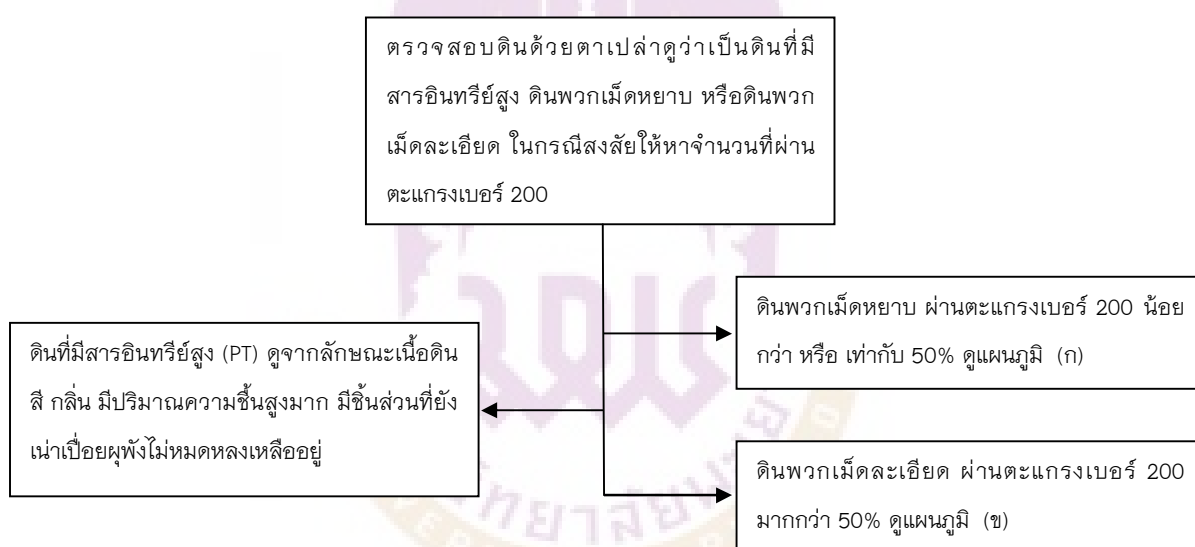 ตรวจสอบดินด้วยตาเปล่าดูว่าเป็นดินที่มี
สารอินทรีย์สูง ดินพวกเม็ดหยาบ หรือดินพวก
เม็ดละเอียด ในกรณีสงสัยให้หาจำนวนที่ผ่าน
ตะแกรงเบอร์ 200
ดินพวกเม็ดหยาบ ผ่านตะแกรงเบอร์ 200 น้อย
กว่า หรือ เท่ากับ 50% ดูแผนภูมิ (ก)
ดินที่มีสารอินทรีย์สูง (PT) ดูจากลักษณะเนื้อดิน
สี กลิ่น มีปริมาณความชื้นสูงมาก มีชิ้นส่วนที่ยัง
เน่าเปื่อยผุพังไม่หมดหลงเหลืออยู่
ดินพวกเม็ดละเอียด ผ่านตะแกรงเบอร์ 200
มากกว่า 50% ดูแผนภูมิ (ข)